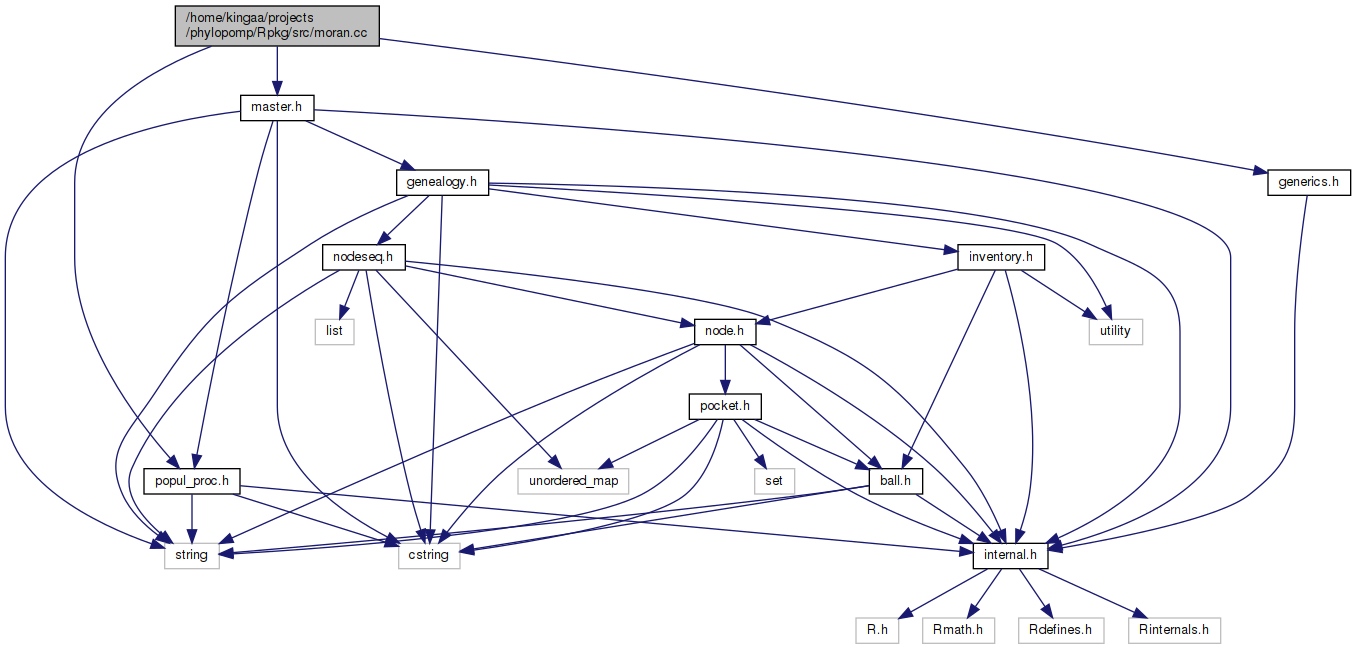 /home/kingaa/projects
/phylopomp/Rpkg/src/moran.cc
master.h
genealogy.h
generics.h
nodeseq.h
inventory.h
list
node.h
utility
pocket.h
popul_proc.h
unordered_map
set
ball.h
string
cstring
internal.h
R.h
Rmath.h
Rdefines.h
Rinternals.h